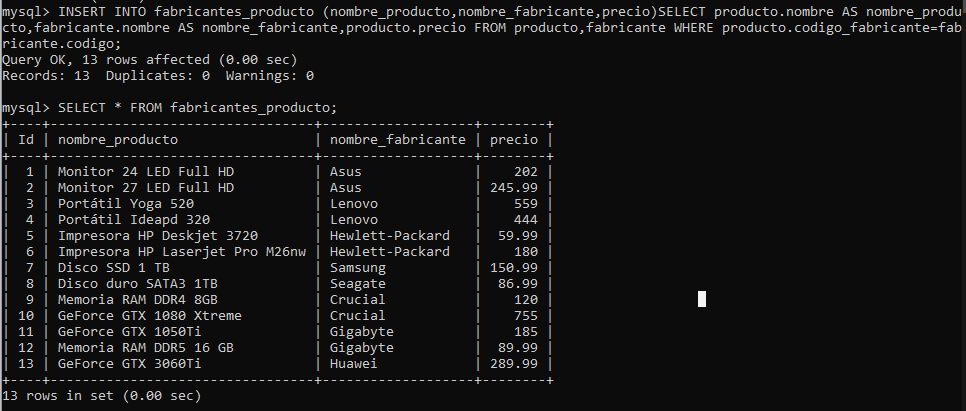 mysql> INSERT INTO fabricantes_producto (nombre_producto,nombre_fabricante,precio)SELECT producto.nombre AS nombre_produ
cto,fabricante.nombre AS nombre_fabricante,producto.precio FROM producto,fabricante WHERE producto.codigo_fabricante=fab
ricante.codigo;
Query OK, 13 rows affected (0.00 sec)
Records: 13  Duplicates: 0  Warnings: 0
mysql> SELECT * FROM fabricantes_producto;
+----+---------------------------------+-------------------+--------+
| Id | nombre_producto                 | nombre_fabricante | precio |
+----+---------------------------------+-------------------+--------+
|  1 | Monitor 24 LED Full HD          | Asus              |    202 |
|  2 | Monitor 27 LED Full HD          | Asus              | 245.99 |
|  3 | Portátil Yoga 520               | Lenovo            |    559 |
|  4 | Portátil Ideapd 320             | Lenovo            |    444 |
|  5 | Impresora HP Deskjet 3720       | Hewlett-Packard   |  59.99 |
|  6 | Impresora HP Laserjet Pro M26nw | Hewlett-Packard   |    180 |
|  7 | Disco SSD 1 TB                  | Samsung           | 150.99 |
|  8 | Disco duro SATA3 1TB            | Seagate           |  86.99 |
|  9 | Memoria RAM DDR4 8GB            | Crucial           |    120 |
| 10 | GeForce GTX 1080 Xtreme         | Crucial           |    755 |
| 11 | GeForce GTX 1050Ti              | Gigabyte          |    185 |
| 12 | Memoria RAM DDR5 16 GB          | Gigabyte          |  89.99 |
| 13 | GeForce GTX 3060Ti              | Huawei            | 289.99 |
+----+---------------------------------+-------------------+--------+
13 rows in set (0.00 sec)